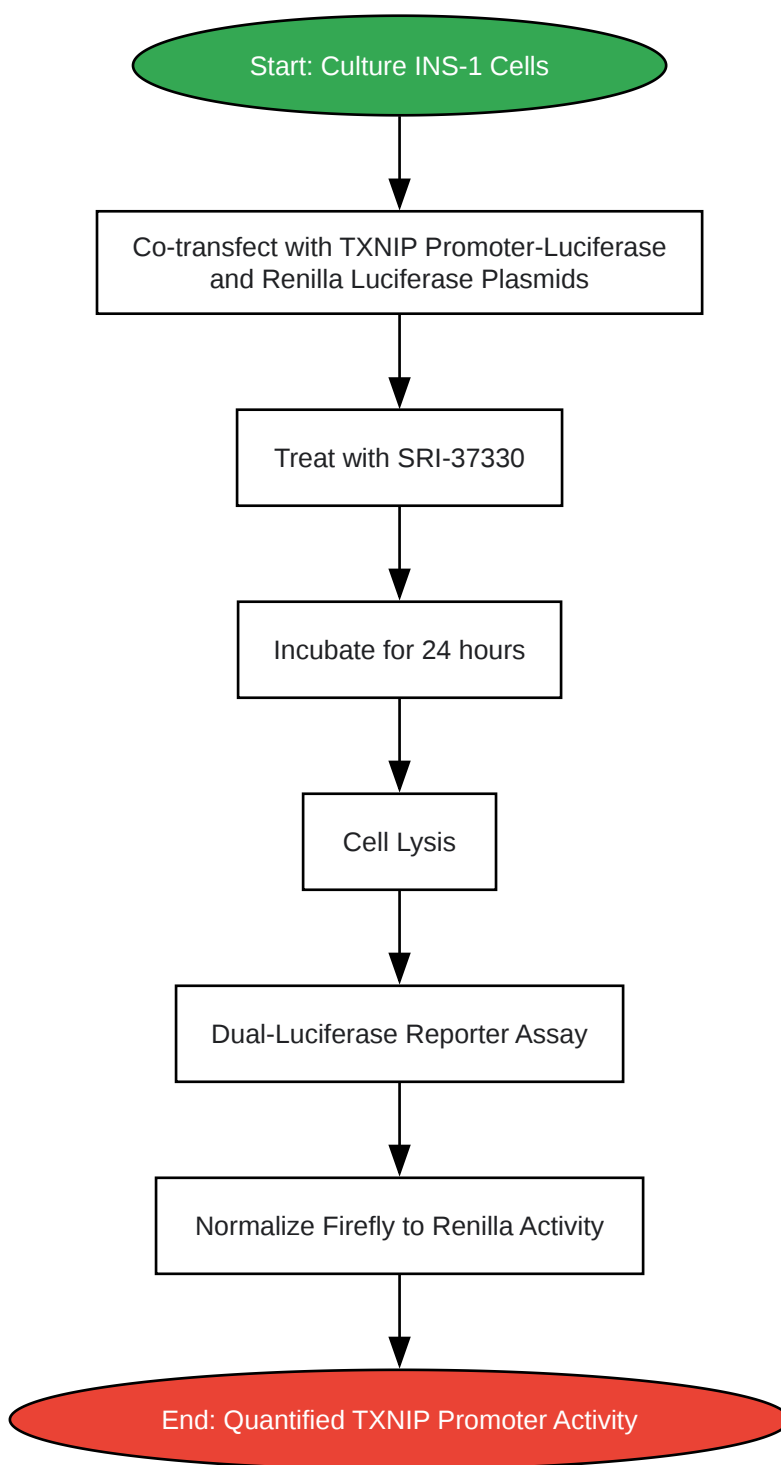 Start: Culture INS-1 Cells
Co-transfect with TXNIP Promoter-Luciferase
and Renilla Luciferase Plasmids
Treat with SRI-37330
Incubate for 24 hours
Cell Lysis
Dual-Luciferase Reporter Assay
Normalize Firefly to Renilla Activity
End: Quantified TXNIP Promoter Activity